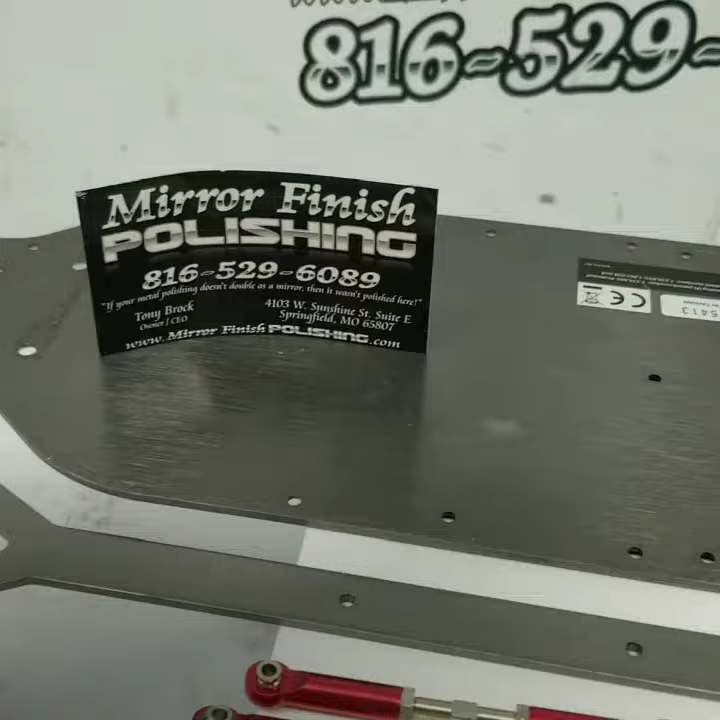 816-529-
Mirror Finish
POLISHING
816-529-6089
"If your metal polishing doesn't double as a mirror, then it wasn't polished here!"
Tony Brock
Owner / CEO
4103 W. Sunshine St. Suite E
Springfield, MO 65807
www.Mirror Finish POLISHING.com
CE